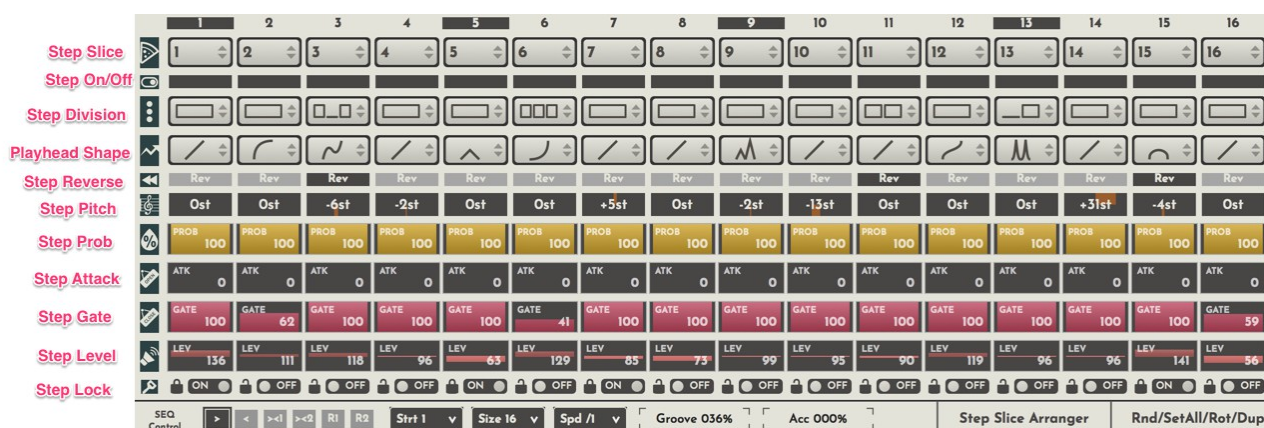 1 2 3 4 5 6 7 8 9 10 11 12 13 14 15 16
Step Slice 1 2 3 4 5 6 7 8 9 10 11 12 13 14 15 16
Step On/Off
Step Division
Playhead Shape
Step Reverse Rev Rev Rev Rev Rev Rev Rev Rev Rev Rev Rev Rev Rev Rev Rev Rev
Step Pitch 0st 0st -6st -2st 0st 0st +5st 0st -2st -13st 0st 0st 0st +31st -4st 0st
PROB PROB PROB PROB PROB PROB PROB PROB PROB PROB PROB PROB PROB PROB PROB PROB
Step Prob % 100 100 100 100 100 100 100 100 100 100 100 100 100 100 100 100
ATK ATK ATK ATK ATK ATK ATK ATK ATK ATK ATK ATK ATK ATK ATK ATK
Step Attack 0 0 0 0 0 0 0 0 0 0 0 0 0 0 0 0
GATE GATE GATE GATE GATE GATE GATE GATE GATE GATE GATE GATE GATE GATE GATE GATE
Step Gate 100 62 100 100 100 41 100 100 100 100 100 100 100 100 100 59
LEV LEV LEV LEV LEV LEV LEV LEV LEV LEV LEV LEV LEV LEV LEV LEV
Step Level 136 111 118 96 63 129 85 73 99 95 90 119 96 96 141 56
Step Lock ON OFF OFF OFF ON OFF ON OFF OFF OFF OFF OFF OFF OFF ON OFF
SEQ Control > < ><1 ><2 R1 R2 Strt 1 v Size 16 v Spd /1 v Groove 036% Acc 000% Step Slice Arranger Rnd/SetAll/Rot/Dup